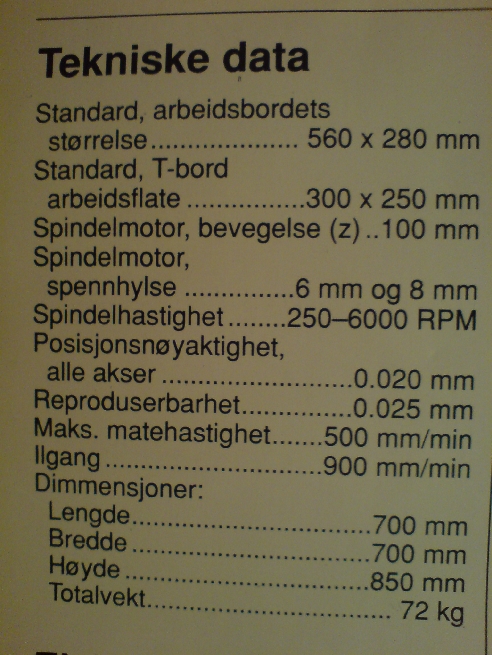 Tekniske data
Standard, arbeidsbordets
størrelse..................... 560 x 280 mm
Standard, T-bord
arbeidsflate .................300 x 250 mm
Spindelmotor, bevegelse (z) ..100 mm
Spindelmotor,
spennhylse ................6 mm og 8 mm
Spindelhastighet........250–6000 RPM
Posisjonsnøyaktighet,
alle akser ............................0.020 mm
Reproduserbarhet................0.025 mm
Maks. matehastighet.......500 mm/min
Ilgang ...............................900 mm/min
Dimmensjoner:
Lengde...................................700 mm
Bredde ...................................700 mm
Høyde ....................................850 mm
Totalvekt.................................... 72 kg